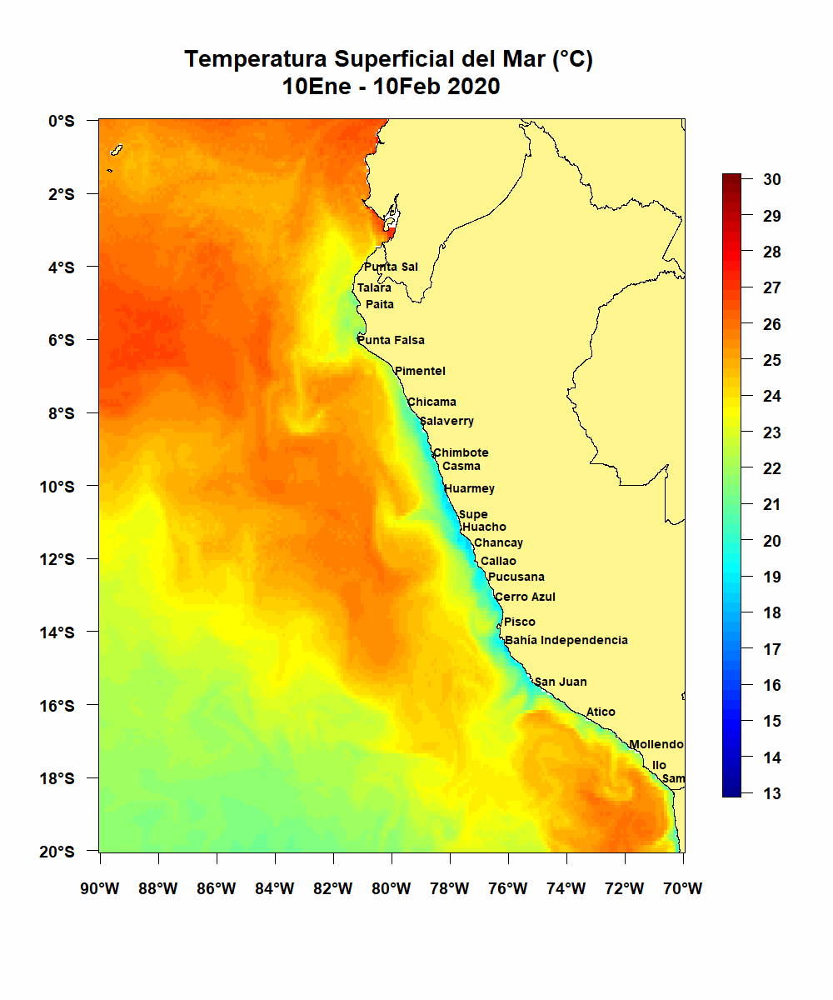 Temperatura Superficial del Mar (°C)
10Ene - 10Feb 2020
0°S
2°S
4°S
6°S
8°S
10°S
12°S
14°S
16°S
18°S
20°S
Punta Sal
Talara
Paita
Punta Falsa
Pimentel
Chicama
Salaverry
Chimbote
Casma
Huarmey
Supe
Huacho
Chancay
Callao
Pucusana
Cerro Azul
Pisco
Bahía Independencia
San Juan
Atico
Mollendo
Ilo
Sam
90°W 88°W 86°W 84°W 82°W 80°W 78°W 76°W 74°W 72°W 70°W
30
29
28
27
26
25
24
23
22
21
20
19
18
17
16
15
14
13